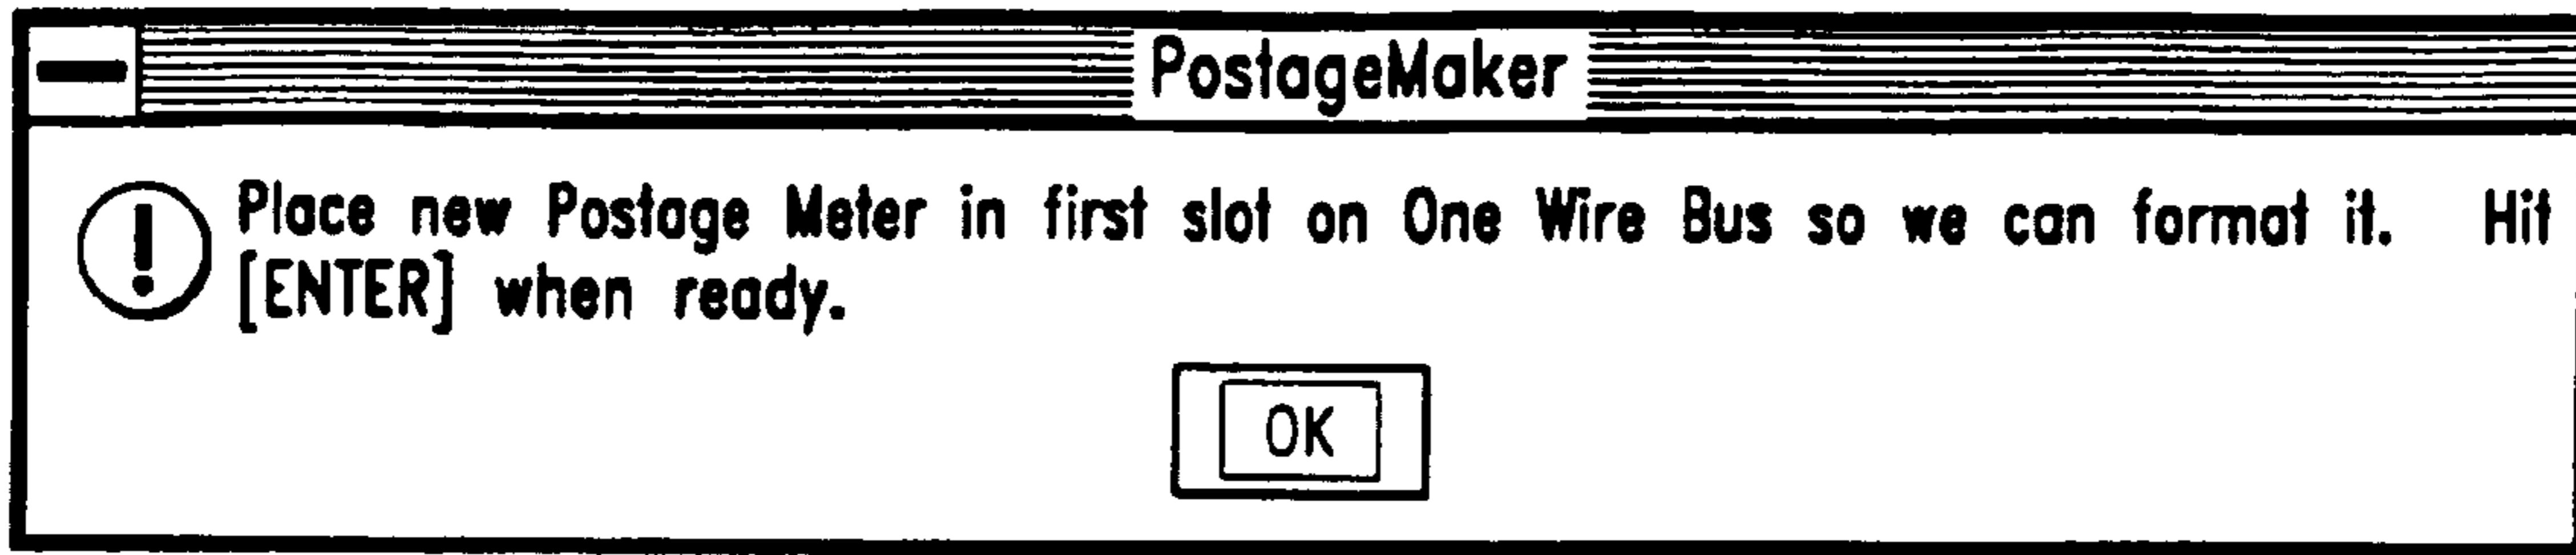 PostageMaker
Place new Postage Meter in first slot on One Wire Bus so we can format it. Hit
[ENTER] when ready.
OK